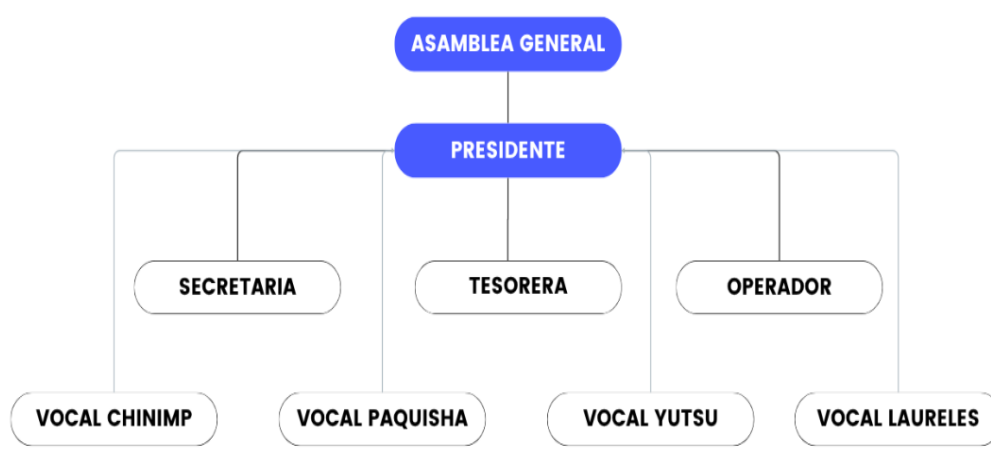 ASAMBLEA GENERAL
PRESIDENTE
SECRETARIA
TESORERA
OPERADOR
VOCAL CHINIMP
VOCAL PAQUISHA
VOCAL YUTSU
VOCAL LAURELES